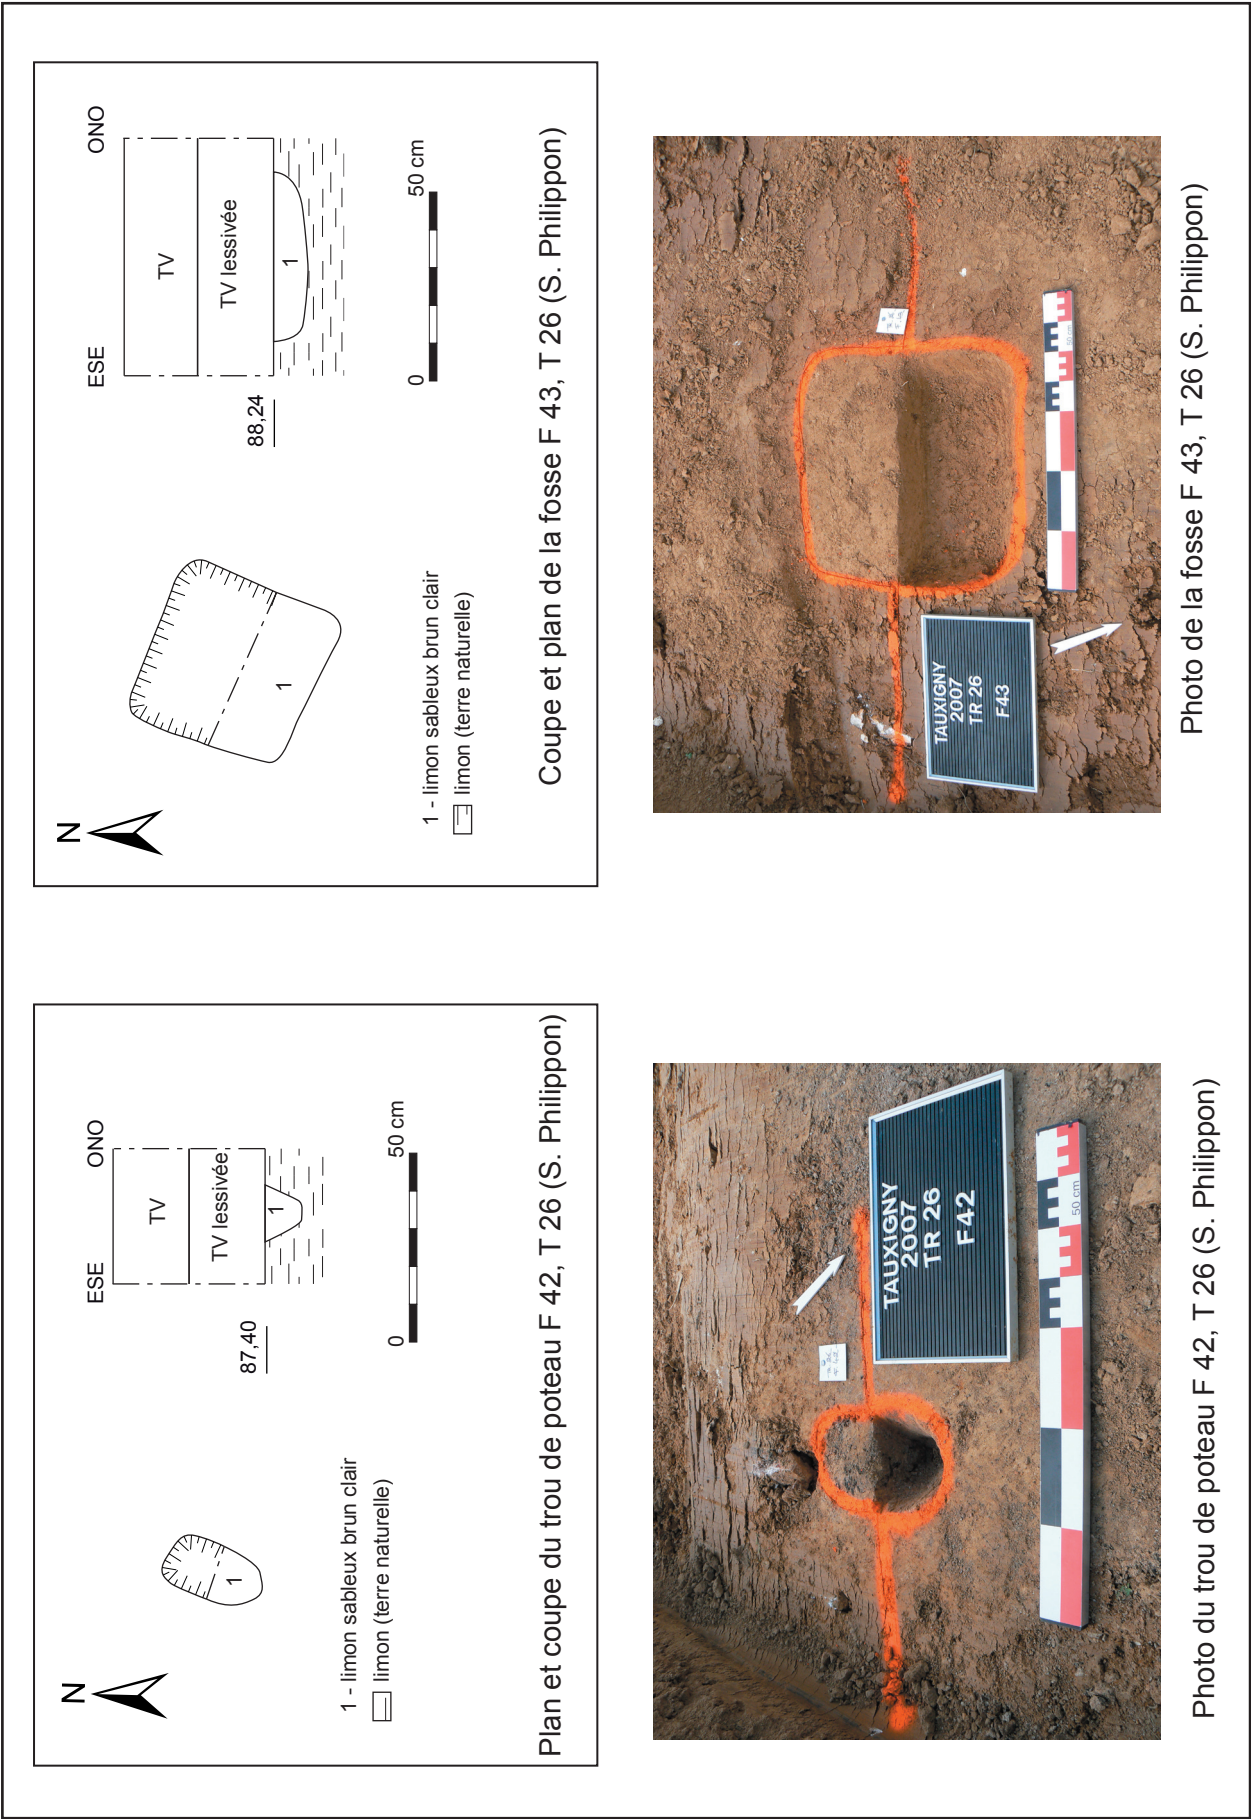 N
1
ESE
ONO
TV
TV lessivée
1
87,40
0
50 cm
1 - limon sableux brun clair
limon (terre naturelle)
Plan et coupe du trou de poteau F 42, T 26 (S. Philippon)
N
1
ESE
ONO
TV
TV lessivée
1
88,24
0
50 cm
1 - limon sableux brun clair
limon (terre naturelle)
Coupe et plan de la fosse F 43, T 26 (S. Philippon)
TAUXIGNY
2007
TR 26
F42
50 cm
Photo du trou de poteau F 42, T 26 (S. Philippon)
TAUXIGNY
2007
TR 26
F43
50 cm
Photo de la fosse F 43, T 26 (S. Philippon)